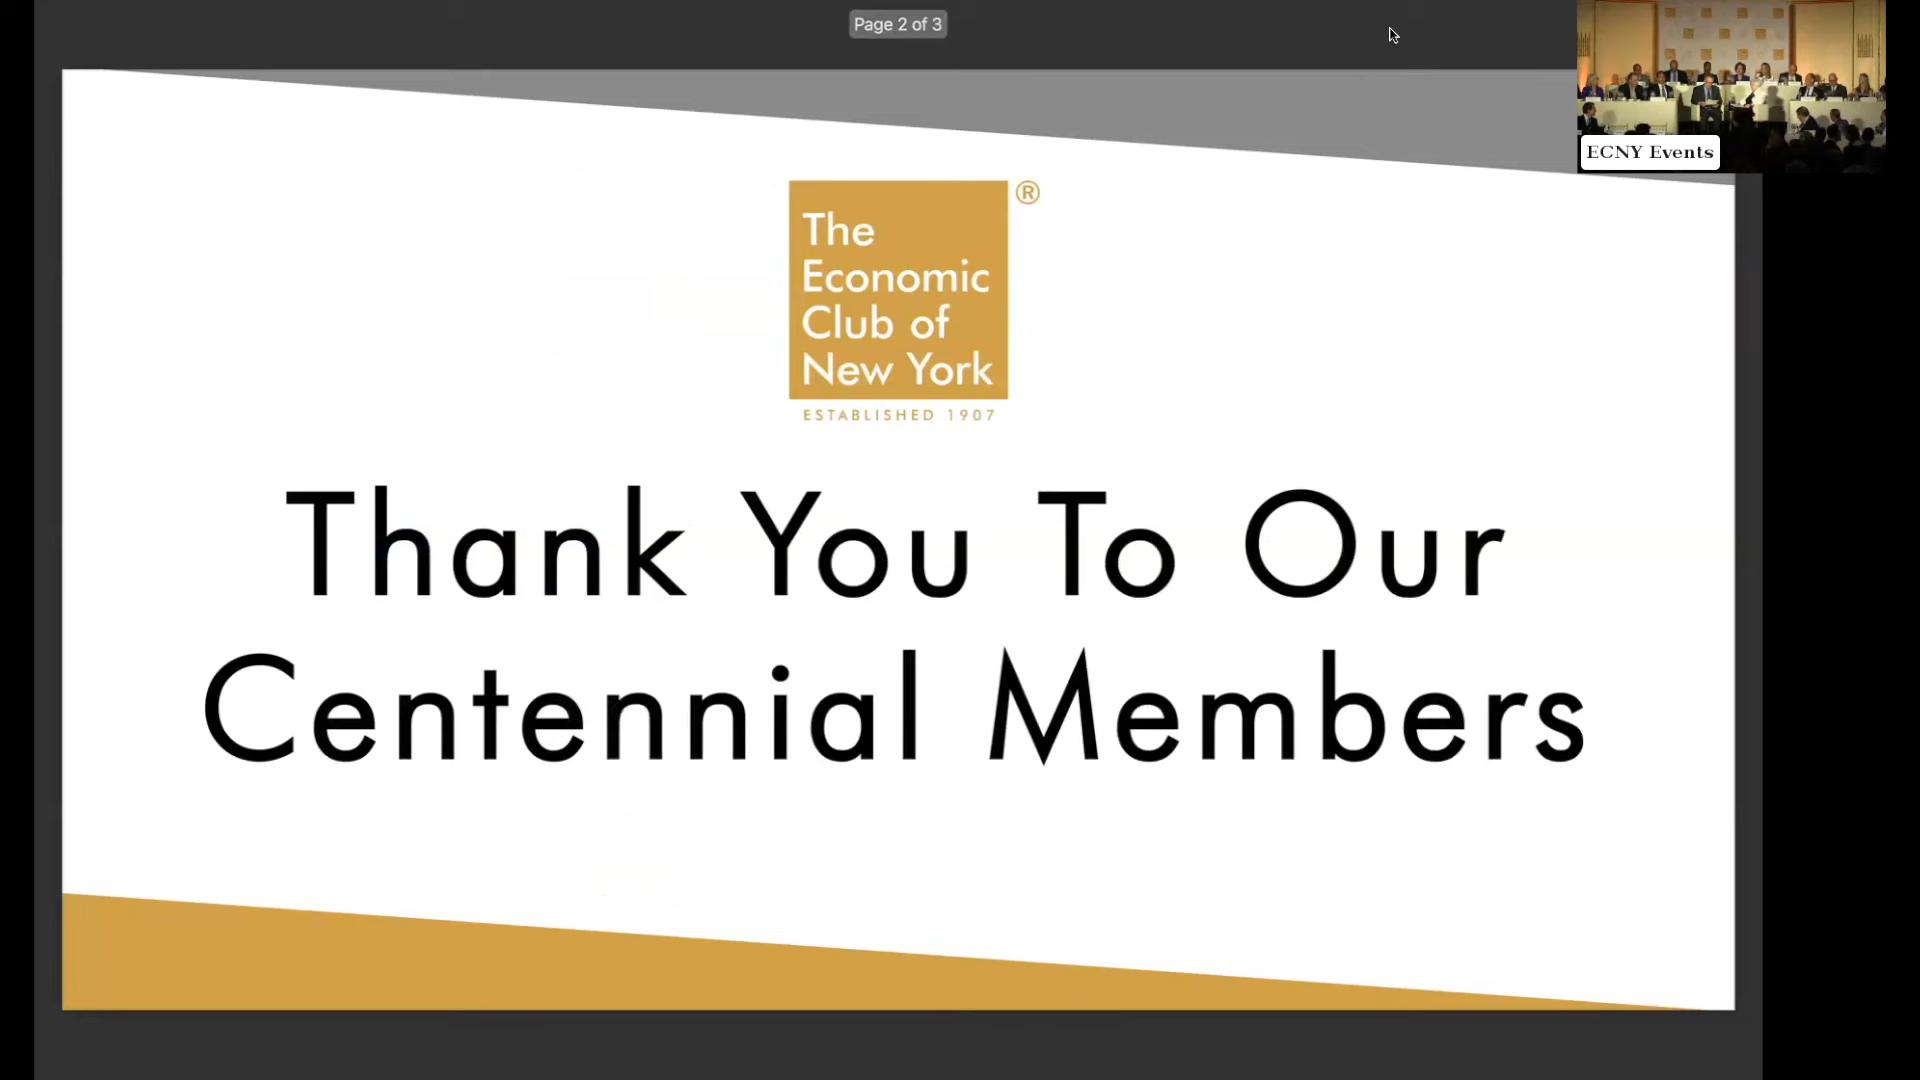 Page 2 of 3
ECNY Events
The
Economic
Club of
New York
®
ESTABLISHED 1907
Thank You To Our
Centennial Members